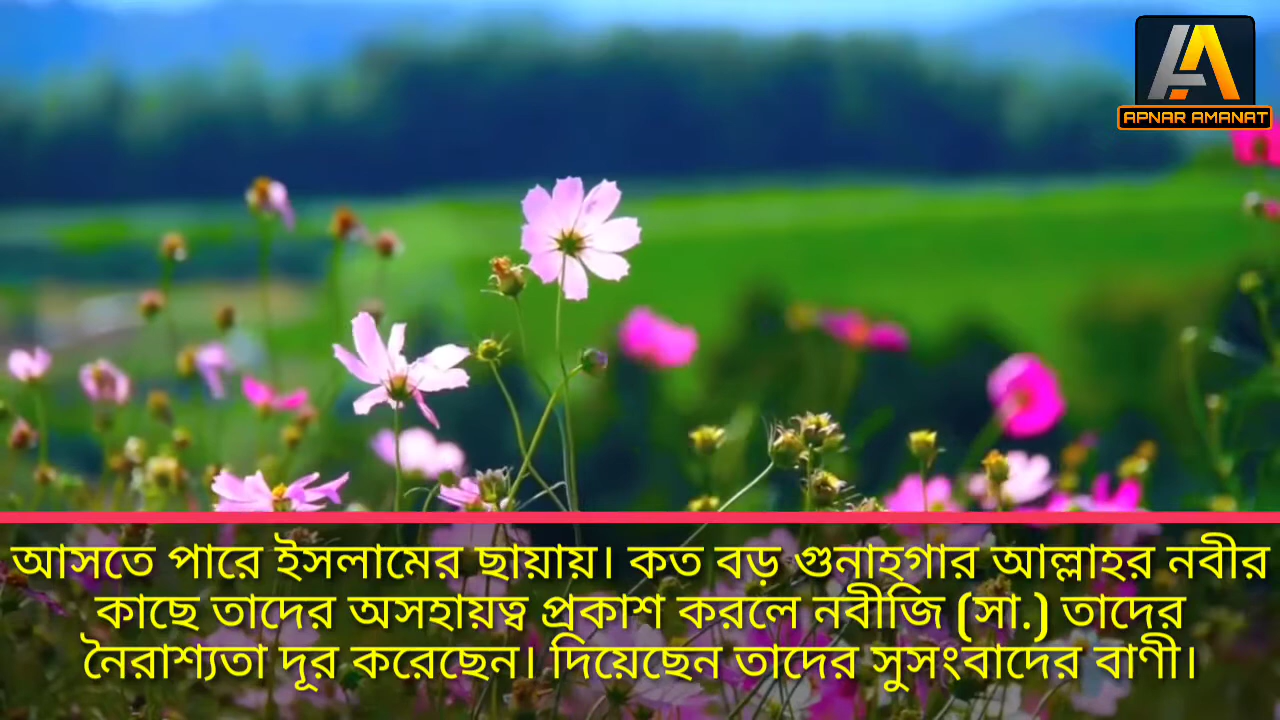 APNAR AMANAT
আসতে পারে ইসলামের ছায়ায়। কত বড় গুনাহগার আল্লাহর নবীর
কাছে তাদের অসহায়ত্ব প্রকাশ করলে নবীজি (সা.) তাদের
নৈরাশ্যতা দূর করেছেন। দিয়েছেন তাদের সুসংবাদের বাণী।